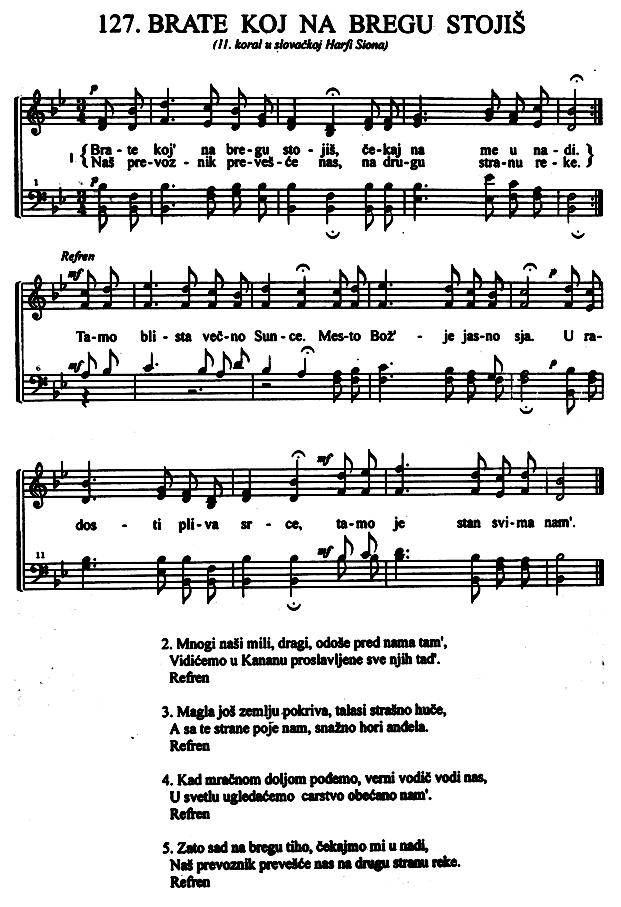 127. BRATE KOJ NA BREGU STOJIŠ
(11. koral u slovačkoj Harfi Siona)
p
1 {Bra-te koj' na bre-gu sto-jiš, če-kaj na me u na-di.}
{Naš pre-voz-nik pre-veš-će nas, na dru-gu stra-nu re-ke.}
1
p
Refren
mf
p
Ta-mo bli-sta več-no Sun-ce. Mes-to Bož'-je jas-no sja. U ra-
6
mf
p
mf
dos-ti pli-va sr-ce, ta-mo je stan svi-ma nam'.
11
mf
2. Mnogi naši mili, dragi, odoše pred nama tam',
Vidićemo u Kananu proslavljene sve njih tad'.
Refren
3. Magla još zemlju pokriva, talasi strašno huče,
A sa te strane poje nam, snažno hori anđela.
Refren
4. Kad mračnom doljom pođemo, verni vodič vodi nas,
U svetlu ugledaćemo carstvo obećano nam'.
Refren
5. Zato sad na bregu tiho, čekajmo mi u nadi,
Naš prevoznik prevešće nas na drugu stranu reke.
Refren